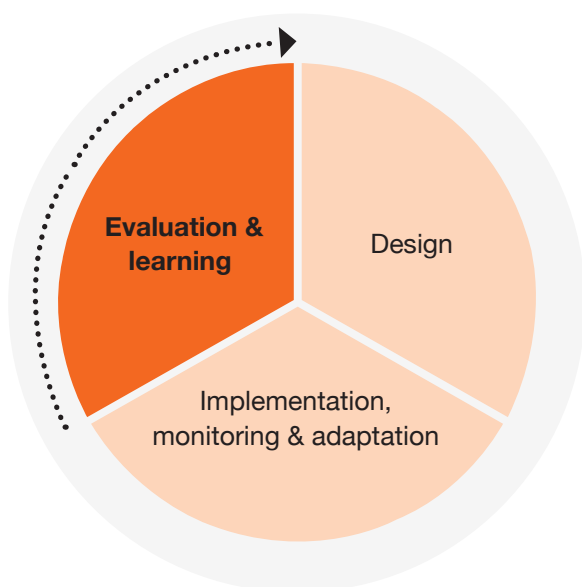 Evaluation &
learning
Design
Implementation,
monitoring & adaptation